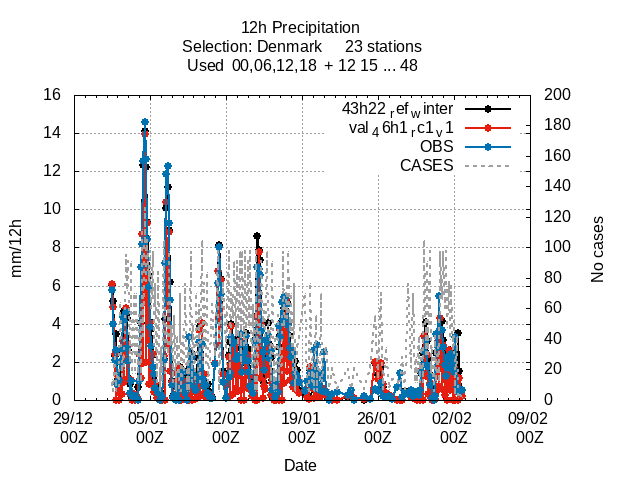 12h Precipitation
Selection: Denmark 23 stations
Used 00,06,12,18 + 12 15 ... 48
43h22refwinter
val46h1rc1v1
OBS
CASES
16
14
12
10
8
6
4
2
0
mm/12h
200
180
160
140
120
100
80
60
40
20
0
No cases
29/12 05/01 12/01 19/01 26/01 02/02 09/02
00Z 00Z 00Z 00Z 00Z 00Z 00Z
Date